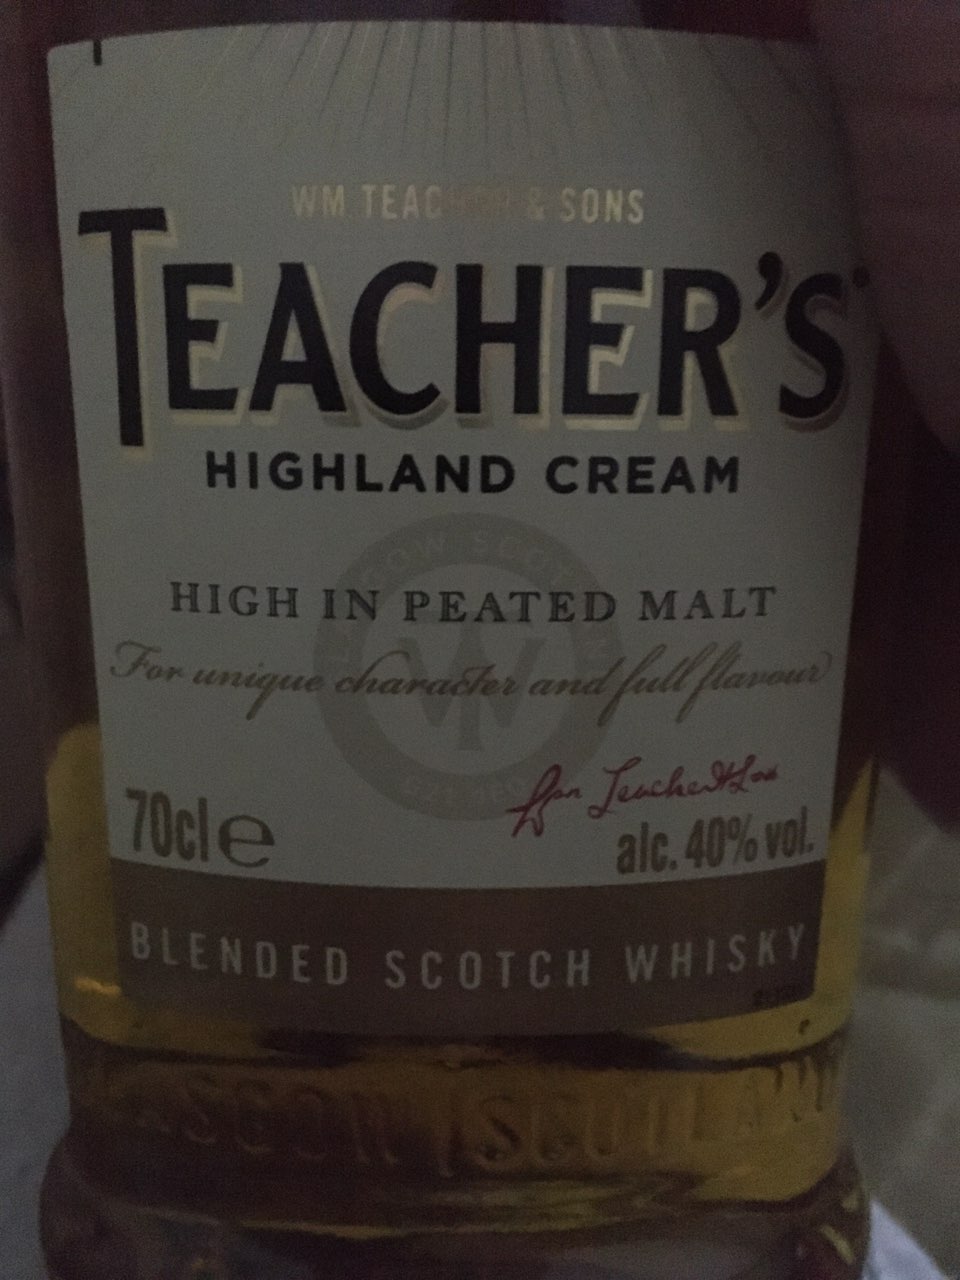 WM TEACHER & SONS
TEACHER'S
HIGHLAND CREAM
HIGH IN PEATED MALT
For unique character and full flavour
70cl e
alc. 40% vol.
BLENDED SCOTCH WHISKY
SCOTLAND